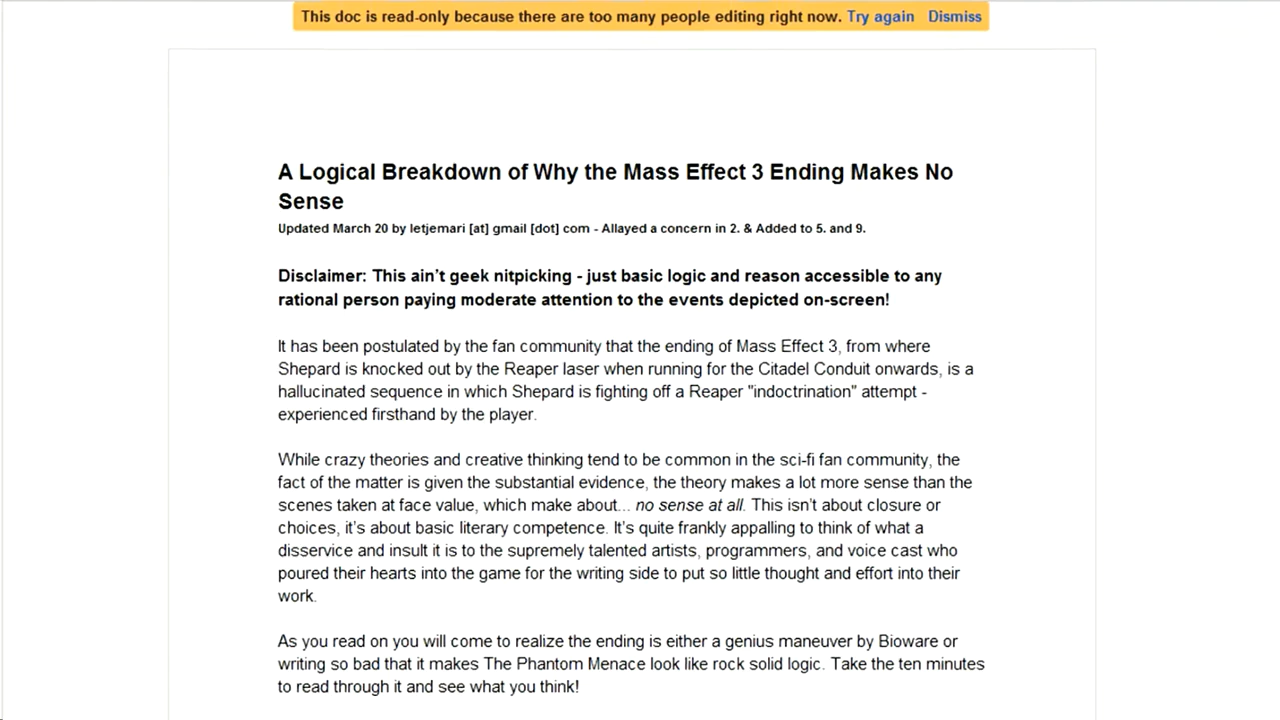 This doc is read-only because there are too many people editing right now. Try again Dismiss
A Logical Breakdown of Why the Mass Effect 3 Ending Makes No
Sense
Updated March 20 by letjemari [at] gmail [dot] com - Allayed a concern in 2. & Added to 5. and 9.
Disclaimer: This ain't geek nitpicking - just basic logic and reason accessible to any
rational person paying moderate attention to the events depicted on-screen!
It has been postulated by the fan community that the ending of Mass Effect 3, from where
Shepard is knocked out by the Reaper laser when running for the Citadel Conduit onwards, is a
hallucinated sequence in which Shepard is fighting off a Reaper "indoctrination" attempt -
experienced firsthand by the player.
While crazy theories and creative thinking tend to be common in the sci-fi fan community, the
fact of the matter is given the substantial evidence, the theory makes a lot more sense than the
scenes taken at face value, which make about... no sense at all. This isn't about closure or
choices, it's about basic literary competence. It's quite frankly appalling to think of what a
disservice and insult it is to the supremely talented artists, programmers, and voice cast who
poured their hearts into the game for the writing side to put so little thought and effort into their
work.
As you read on you will come to realize the ending is either a genius maneuver by Bioware or
writing so bad that it makes The Phantom Menace look like rock solid logic. Take the ten minutes
to read through it and see what you think!